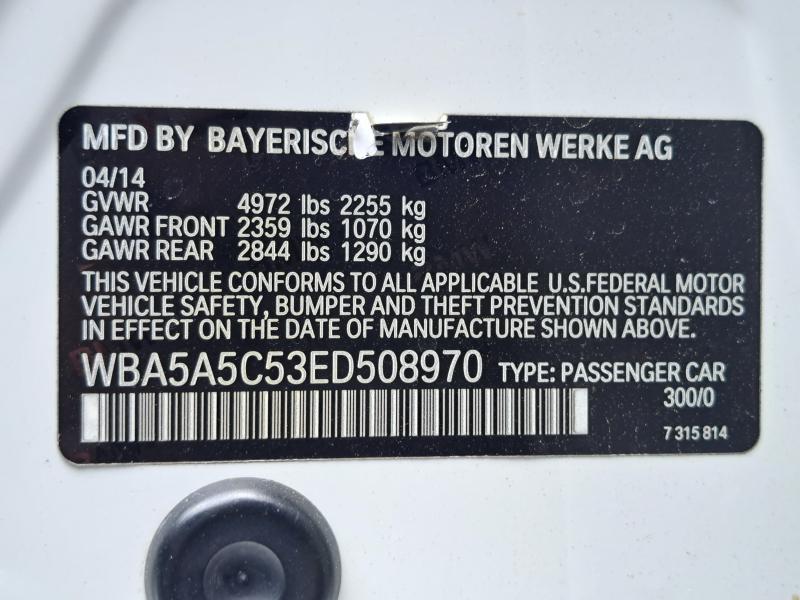 MFD BY BAYERISCHE MOTOREN WERKE AG
04/14
GVWR 4972 lbs 2255 kg
GAWR FRONT 2359 lbs 1070 kg
GAWR REAR 2844 lbs 1290 kg
THIS VEHICLE CONFORMS TO ALL APPLICABLE U.S.FEDERAL MOTOR
VEHICLE SAFETY, BUMPER AND THEFT PREVENTION STANDARDS
IN EFFECT ON THE DATE OF MANUFACTURE SHOWN ABOVE.
WBA5A5C53ED508970 TYPE: PASSENGER CAR
300/0
7 315 814